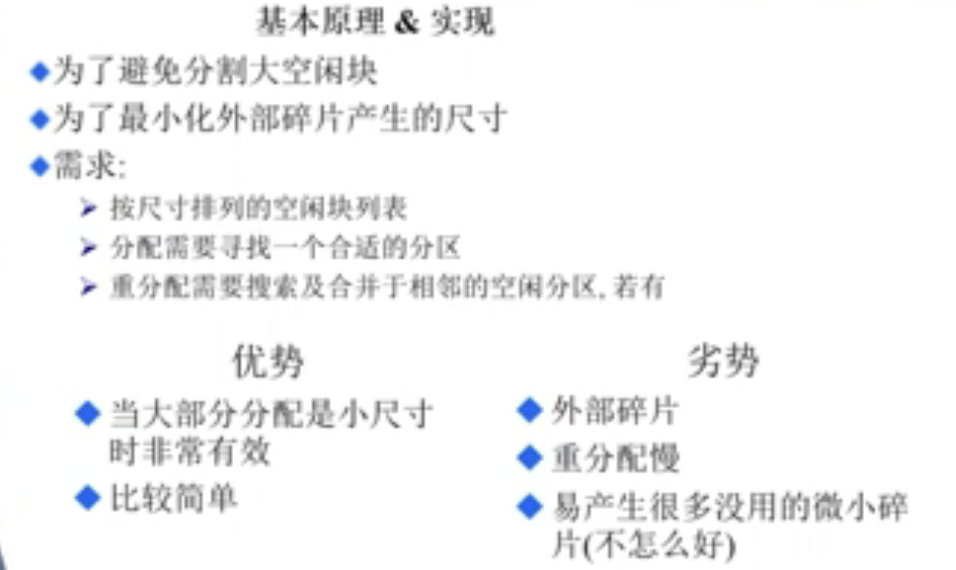 基本原理 & 实现
为了避免分割大空闲块
为了最小化外部碎片产生的尺寸
需求:
按尺寸排列的空闲块列表
分配需要寻找一个合适的分区
重分配需要搜索及合并于相邻的空闲分区, 若有
优势
当大部分分配是小尺寸
时非常有效
比较简单
劣势
外部碎片
重分配慢
易产生很多没用的微小碎
片(不怎么好)